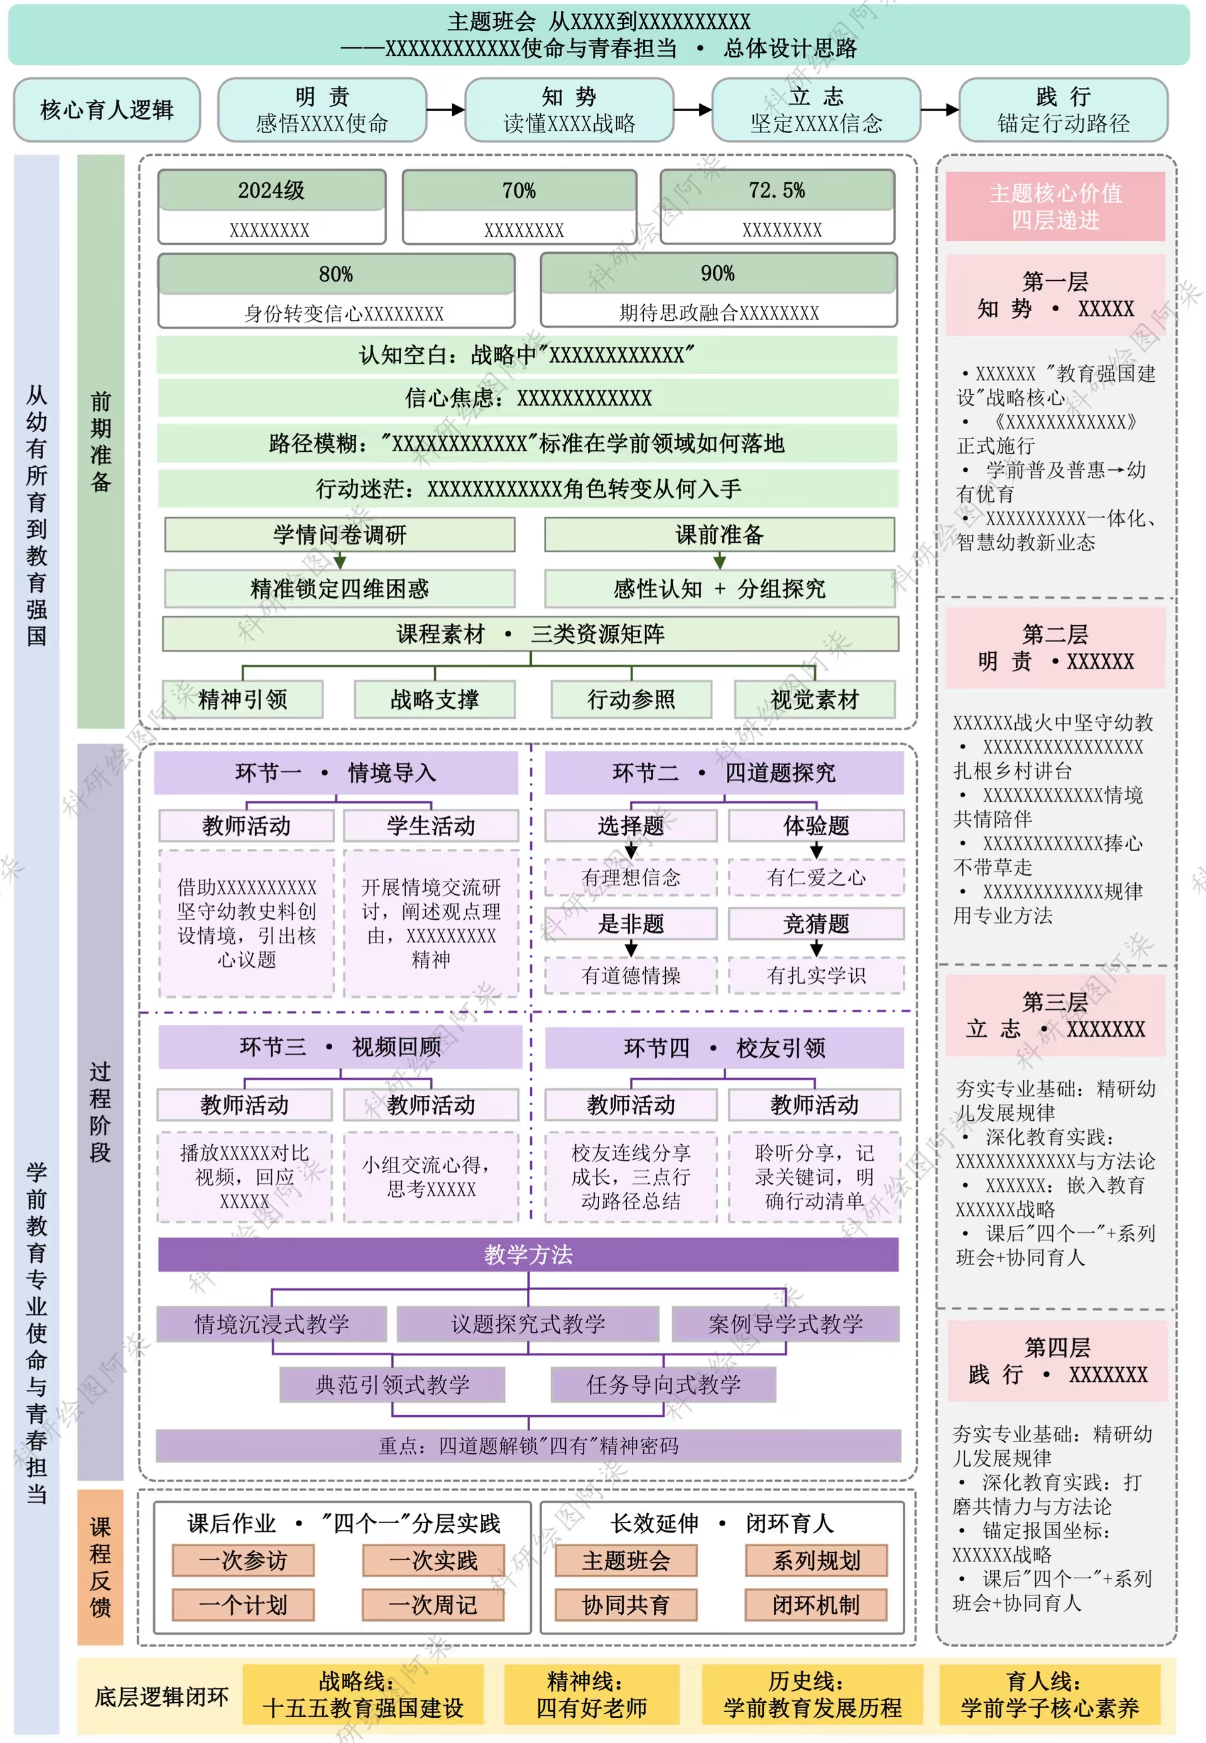 主题班会 从XXXX到XXXXXXXXXX
——XXXXXXXXXXXX使命与青春担当 · 总体设计思路
核心育人逻辑
明 责
感悟XXXX使命
知 势
读懂XXXX战略
立 志
坚定XXXX信念
践 行
锚定行动路径
从幼有所育到教育强国
学前教育专业使命与青春担当
前期准备
2024级
XXXXXXXX
70%
XXXXXXXX
72.5%
XXXXXXXX
80%
身份转变信心XXXXXXXX
90%
期待思政融合XXXXXXXX
认知空白：战略中"XXXXXXXXXXXX"
信心焦虑：XXXXXXXXXXXX
路径模糊："XXXXXXXXXXXX"标准在学前领域如何落地
行动迷茫：XXXXXXXXXXXX角色转变从何入手
学情问卷调研
课前准备
精准锁定四维困惑
感性认知 + 分组探究
课程素材 · 三类资源矩阵
精神引领
战略支撑
行动参照
视觉素材
过程阶段
环节一 · 情境导入
教师活动
学生活动
借助XXXXXXXXXX
坚守幼教史料创
设情境，引出核
心议题
开展情境交流研
讨，阐述观点理
由，XXXXXXXXX
精神
环节二 · 四道题探究
选择题
体验题
有理想信念
有仁爱之心
是非题
竞猜题
有道德情操
有扎实学识
环节三 · 视频回顾
教师活动
教师活动
播放XXXXX对比
视频，回应
XXXXX
小组交流心得，
思考XXXXX
环节四 · 校友引领
教师活动
教师活动
校友连线分享
成长，三点行
动路径总结
聆听分享，记
录关键词，明
确行动清单
教学方法
情境沉浸式教学
议题探究式教学
案例导学式教学
典范引领式教学
任务导向式教学
重点：四道题解锁"四有"精神密码
课程反馈
课后作业 · "四个一"分层实践
一次参访
一次实践
一个计划
一次周记
长效延伸 · 闭环育人
主题班会
系列规划
协同共育
闭环机制
主题核心价值
四层递进
第一层
知 势 · XXXXX
·XXXXXX "教育强国建
设"战略核心
· 《XXXXXXXXXXXX》
正式施行
· 学前普及普惠→幼
有优育
· XXXXXXXXXX一体化、
智慧幼教新业态
第二层
明 责 ·XXXXXX
XXXXXX战火中坚守幼教
· XXXXXXXXXXXXXXXX
扎根乡村讲台
· XXXXXXXXXXXX情境
共情陪伴
· XXXXXXXXXXXX捧心
不带草走
· XXXXXXXXXXXX规律
用专业方法
第三层
立 志 · XXXXXXX
夯实专业基础：精研幼
儿发展规律
· 深化教育实践：
XXXXXXXXXXXX与方法论
· XXXXXX：嵌入教育
XXXXXX战略
· 课后"四个一"+系列
班会+协同育人
第四层
践 行 · XXXXXXX
夯实专业基础：精研幼
儿发展规律
· 深化教育实践：打
磨共情力与方法论
· 锚定报国坐标：
XXXXXX战略
· 课后"四个一"+系列
班会+协同育人
底层逻辑闭环
战略线：
十五五教育强国建设
精神线：
四有好老师
历史线：
学前教育发展历程
育人线：
学前学子核心素养
科研绘图阿柒